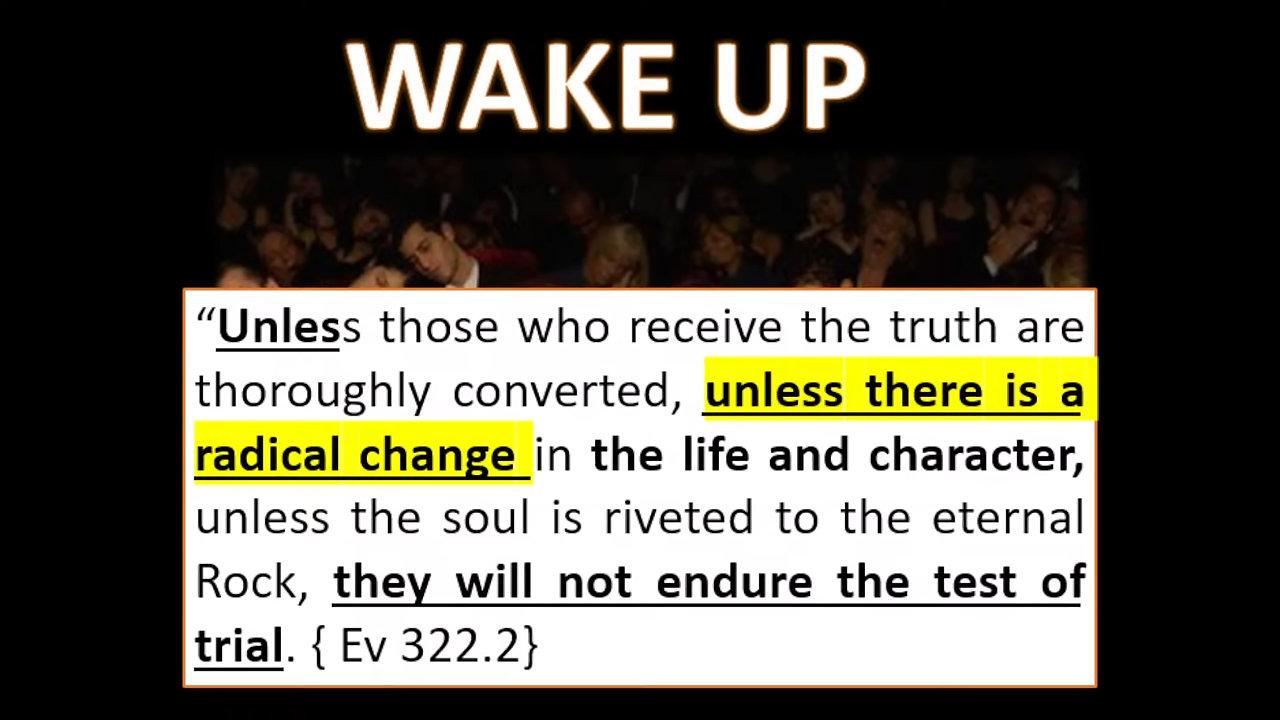 WAKE UP
“Unless those who receive the truth are
thoroughly converted, unless there is a
radical change in the life and character,
unless the soul is riveted to the eternal
Rock, they will not endure the test of
trial. { Ev 322.2}